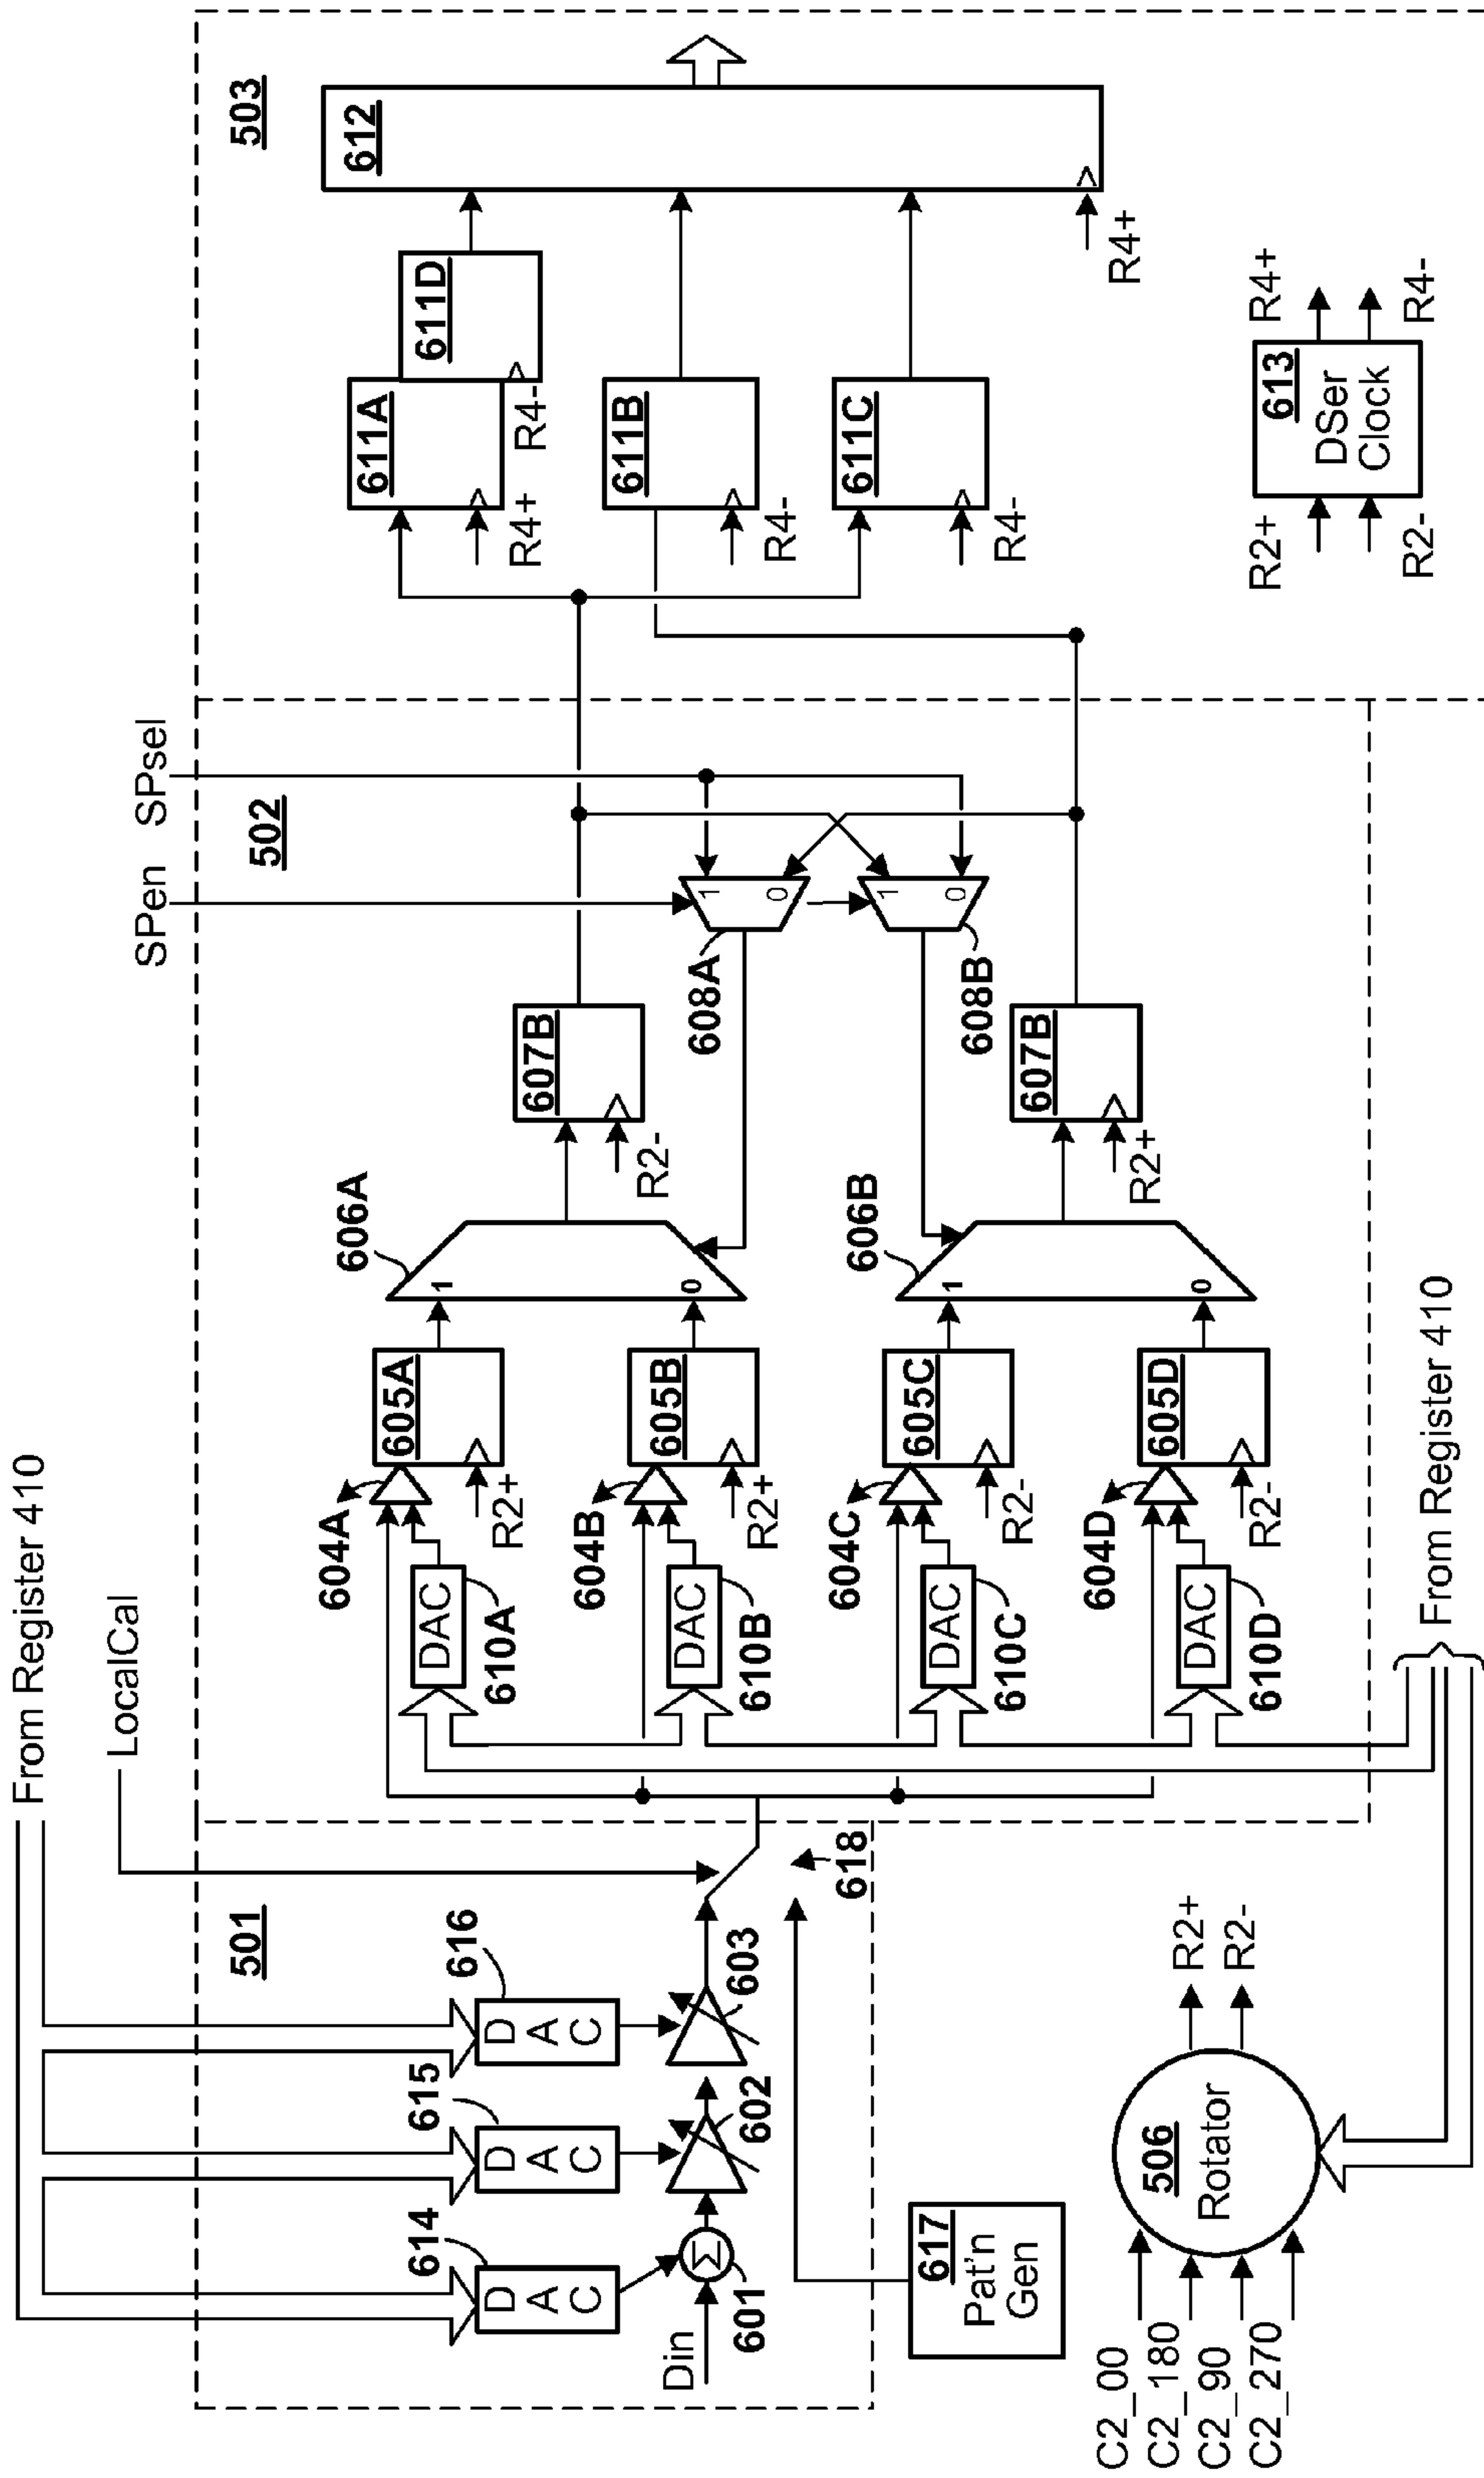 From Register 410
LocalCal
SPen
SPsel
501
502
503
614
DAC
615
DAC
616
DAC
Din
601
Σ
602
603
618
617
Pat'n
Gen
604A
DAC
610A
605A
R2+
604B
DAC
610B
605B
R2+
604C
DAC
610C
605C
R2-
604D
DAC
610D
605D
R2-
606A
1
0
606B
1
0
607B
R2-
607B
R2+
608A
1
0
608B
1
0
611A
R4+
611D
R4-
611B
R4-
611C
R4-
612
R4+
C2_00
C2_180
C2_90
C2_270
506
Rotator
R2+
R2-
From Register 410
R2+
R2-
613
DSer
Clock
R4+
R4-